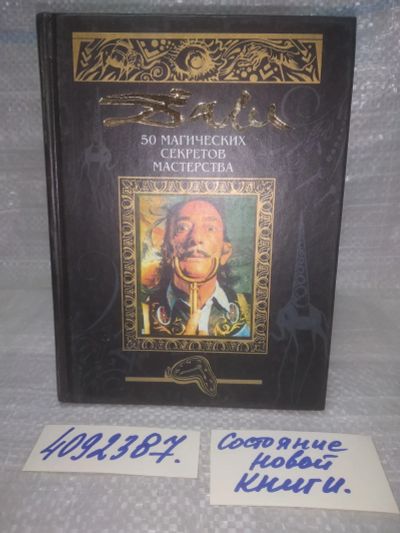 Дали
50 МАГИЧЕСКИХ
СЕКРЕТОВ
МАСТЕРСТВА
4092387.
Состояние
новой
книги.